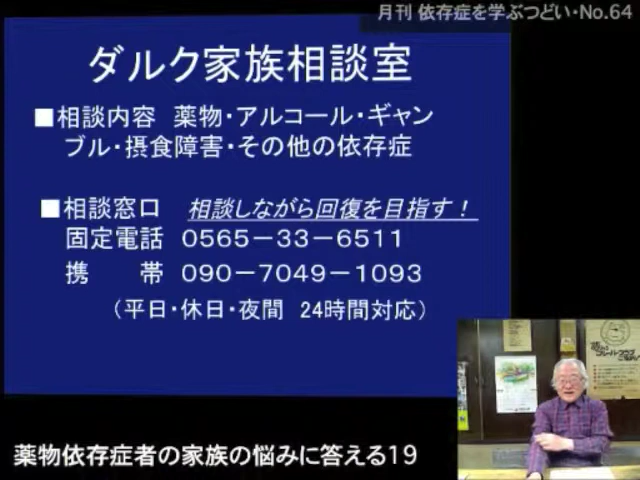 月刊 依存症を学ぶつどい・No.64
ダルク家族相談室
■相談内容 薬物・アルコール・ギャン
ブル・摂食障害・その他の依存症
■相談窓口 相談しながら回復を目指す！
固定電話 0565－33－6511
携　帯 090－7049－1093
（平日・休日・夜間 24時間対応）
薬物依存症者の家族の悩みに答える19